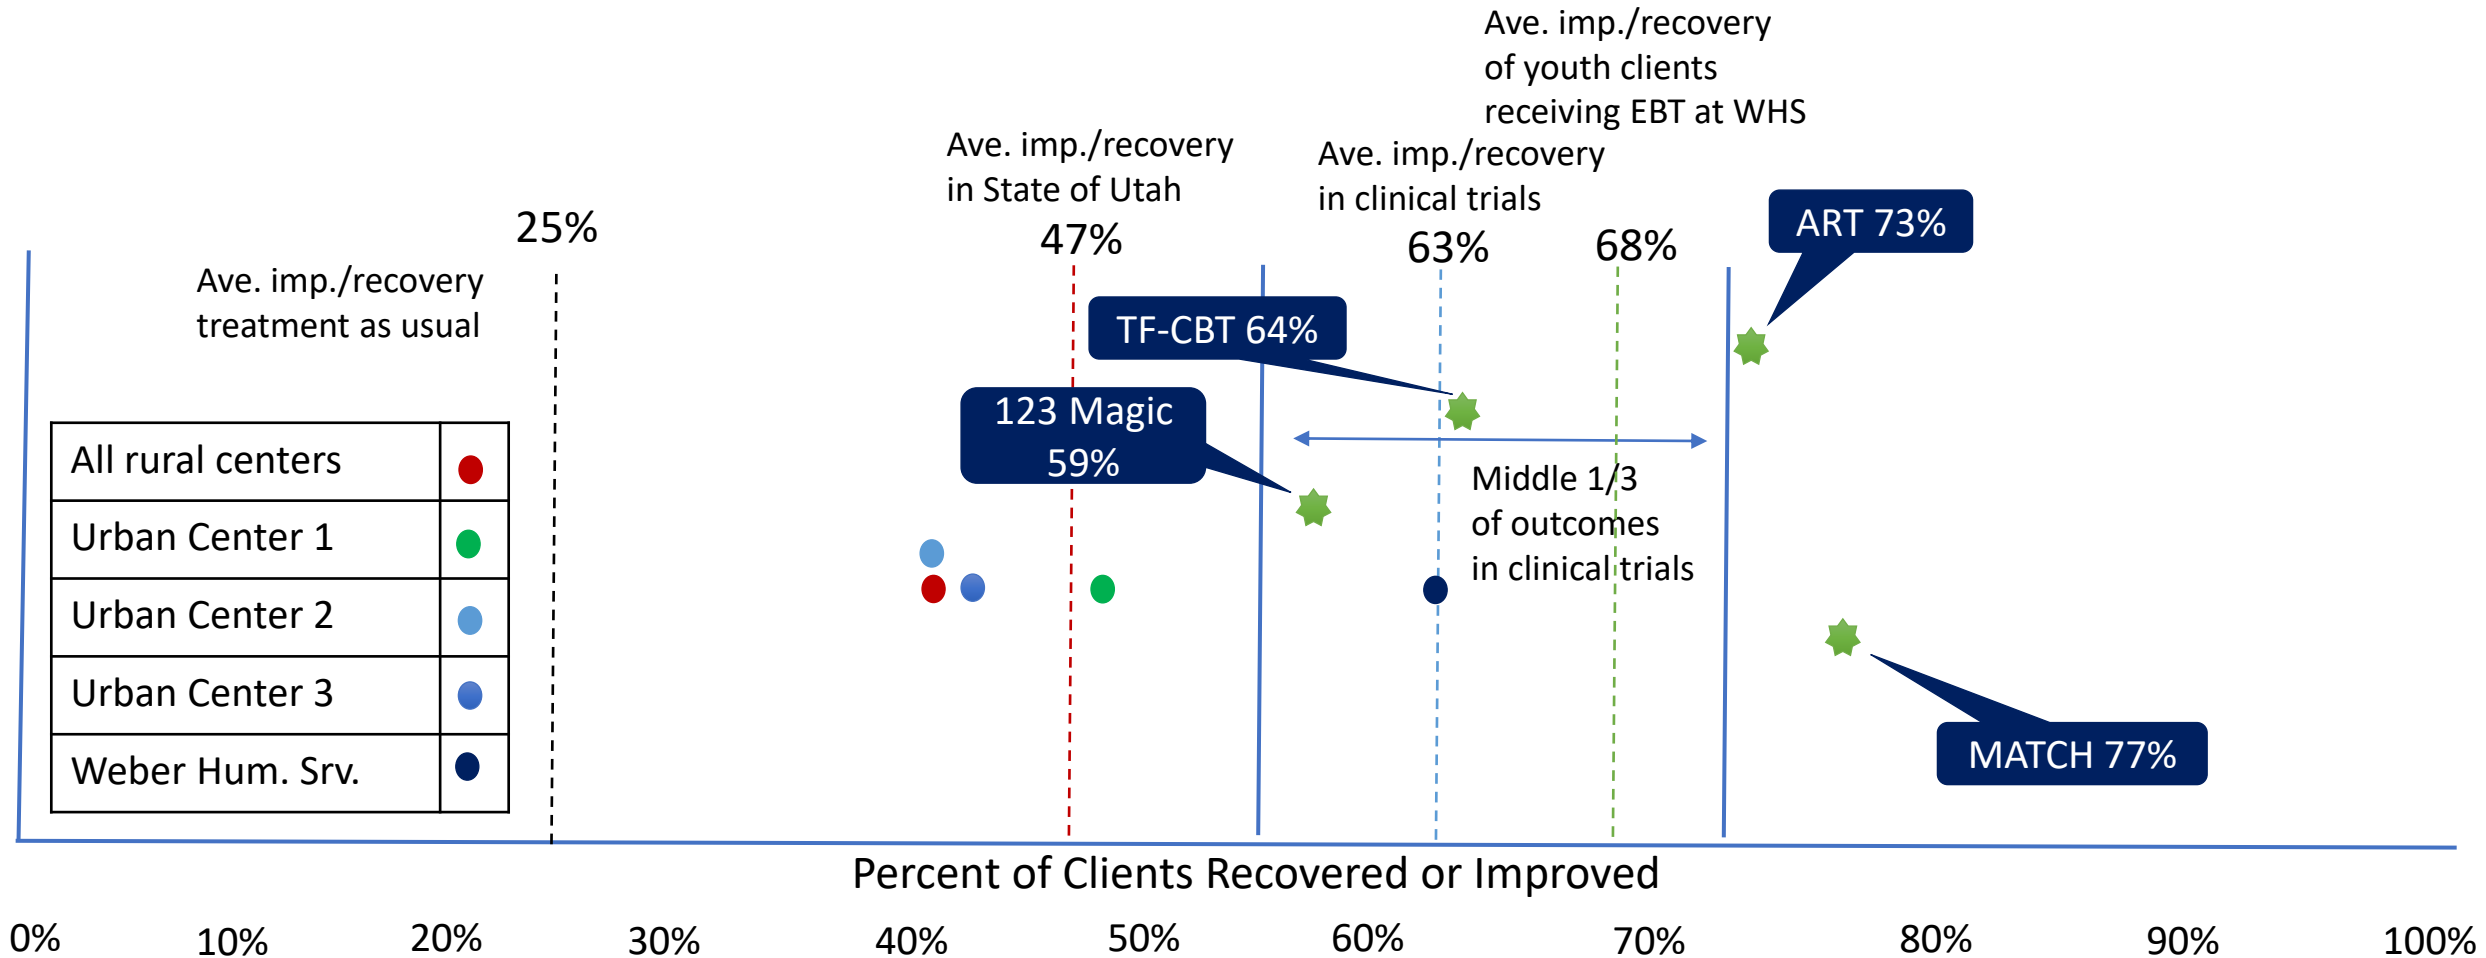 Ave. imp./recovery
of youth clients
receiving EBT at WHS
Ave. imp./recovery
in State of Utah
Ave. imp./recovery
in clinical trials
25%
47%
63%
68%
ART 73%
Ave. imp./recovery
treatment as usual
TF-CBT 64%
123 Magic
59%
Middle 1/3
of outcomes
in clinical trials
All rural centers
Urban Center 1
Urban Center 2
Urban Center 3
Weber Hum. Srv.
MATCH 77%
Percent of Clients Recovered or Improved
0% 10% 20% 30% 40% 50% 60% 70% 80% 90% 100%